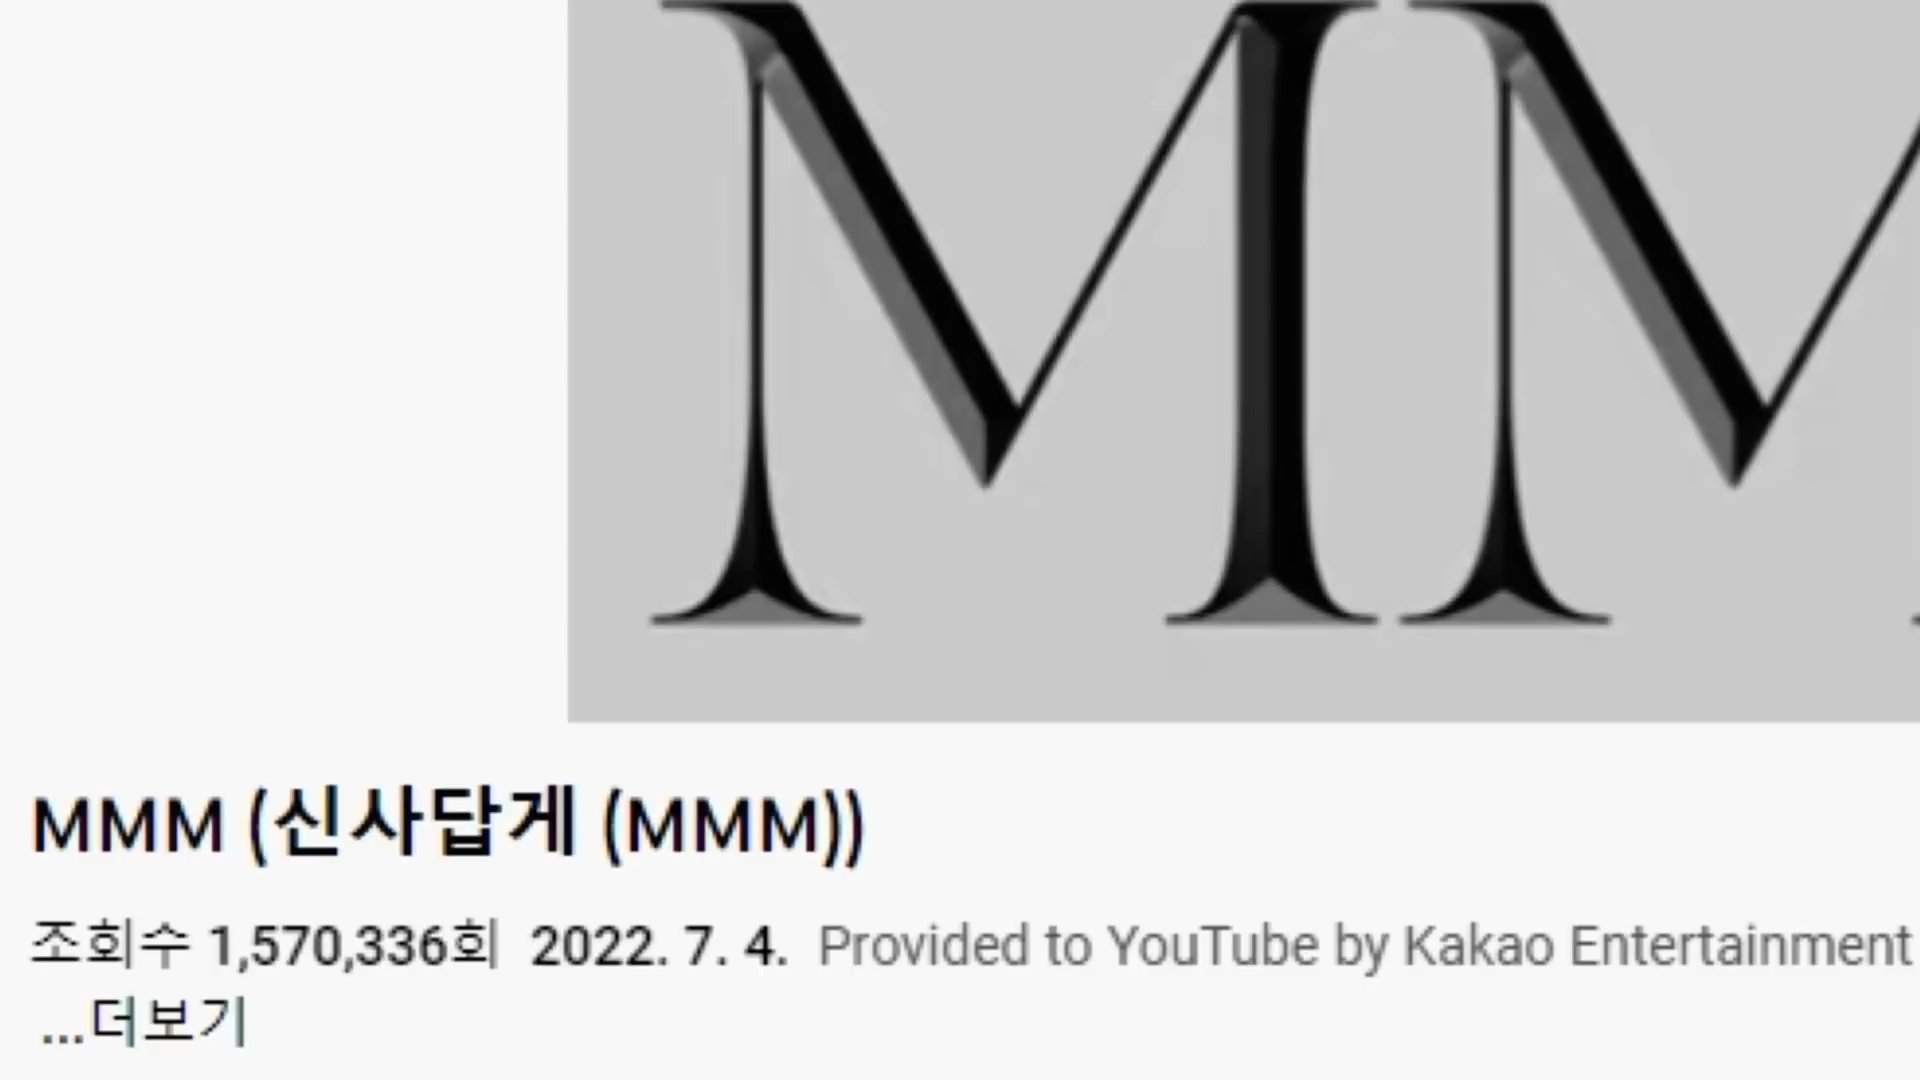 MM
MMM (신사답게 (MMM))
조회수 1,570,336회 2022. 7. 4. Provided to YouTube by Kakao Entertainment
...더보기